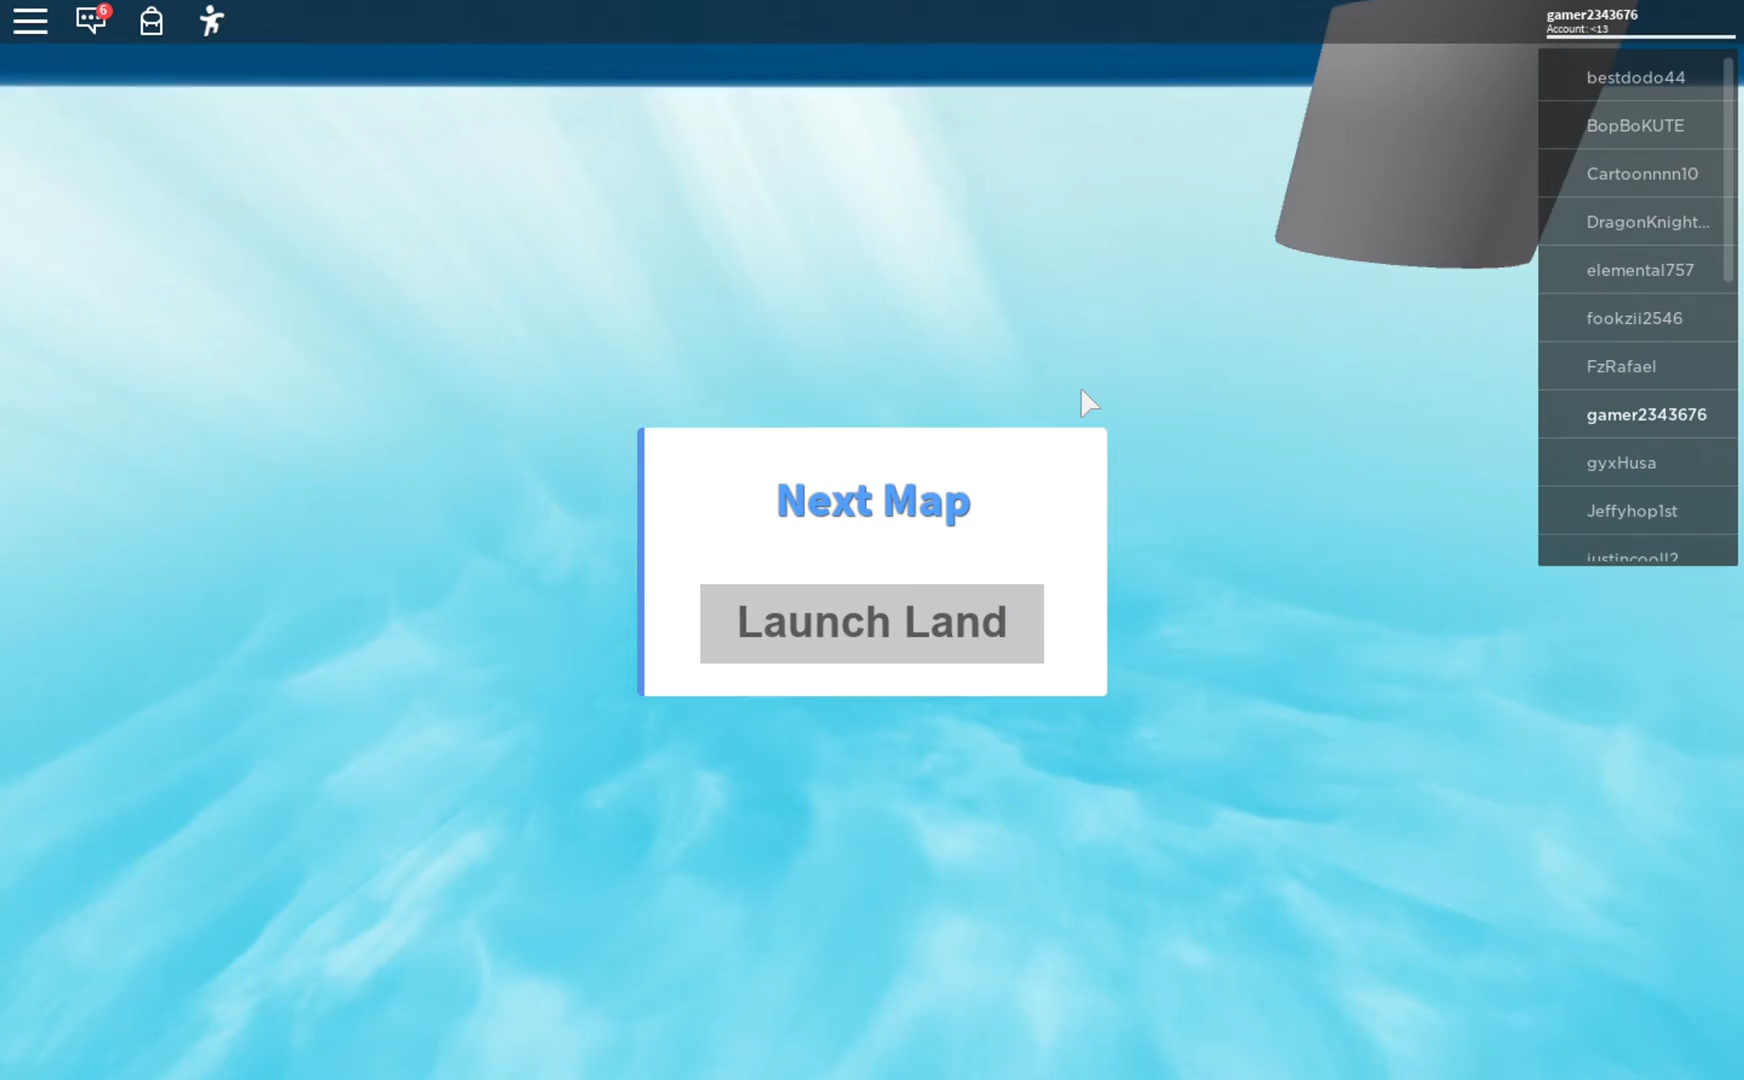 6
gamer2343676
Account: <13
bestdodo44
BopBoKUTE
Cartoonnnn10
DragonKnight...
elemental757
fookzii2546
FzRafael
gamer2343676
gyxHusa
Jeffyhop1st
Next Map
Launch Land